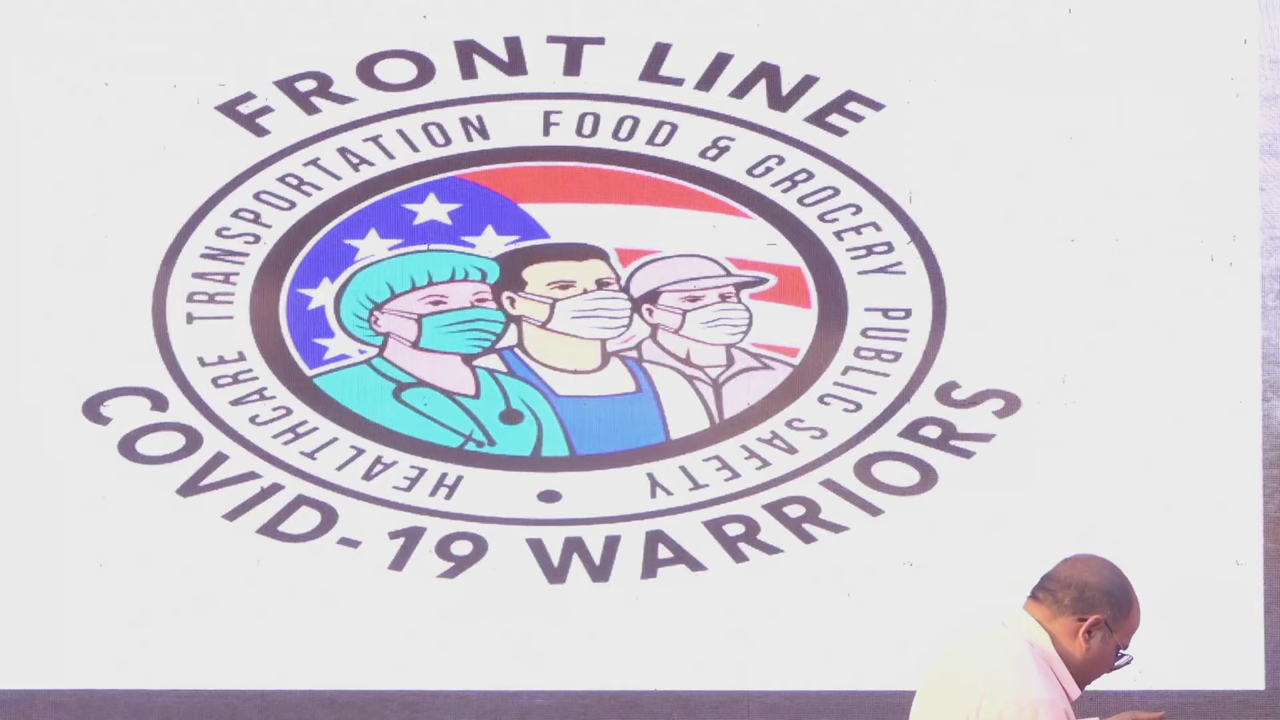 FRONT LINE
HEALTHCARE TRANSPORTATION FOOD & GROCERY PUBLIC SAFETY
COVID-19 WARRIORS